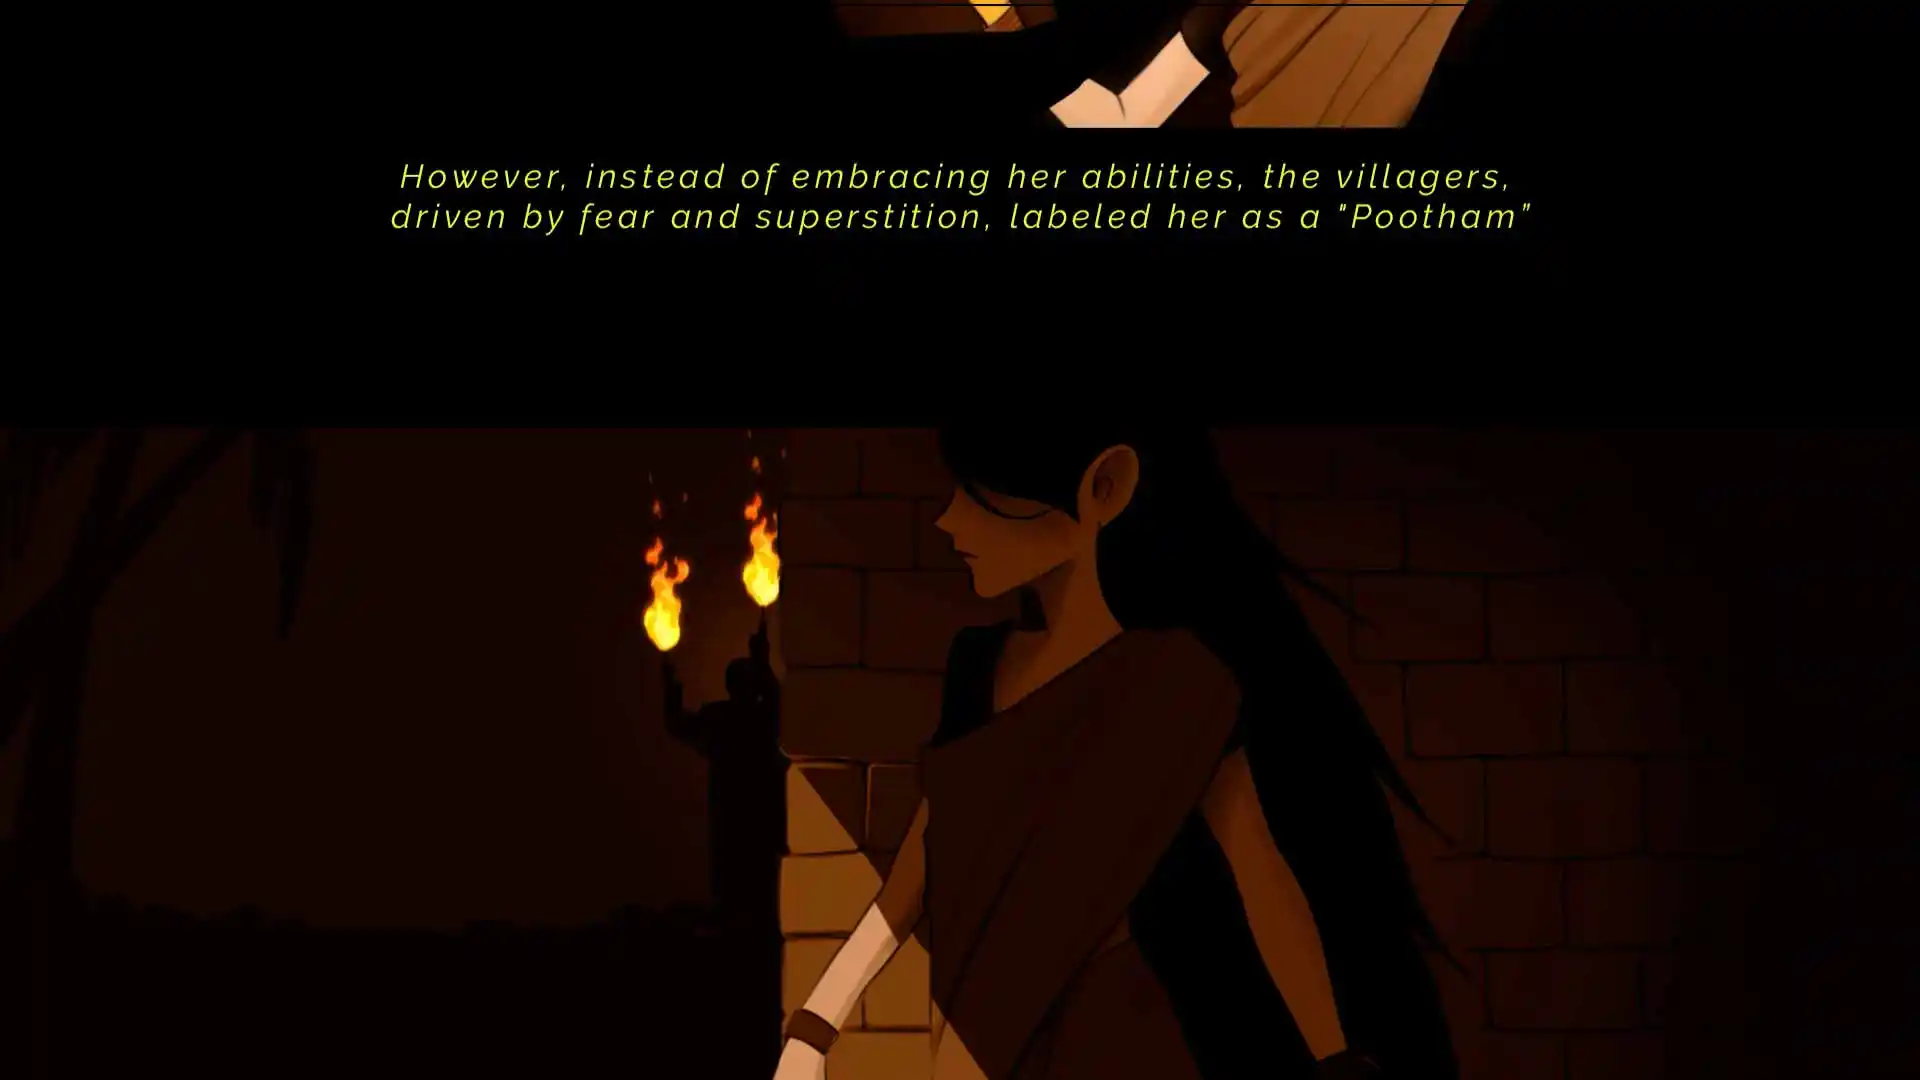 However, instead of embracing her abilities, the villagers,
driven by fear and superstition, labeled her as a "Pootham”